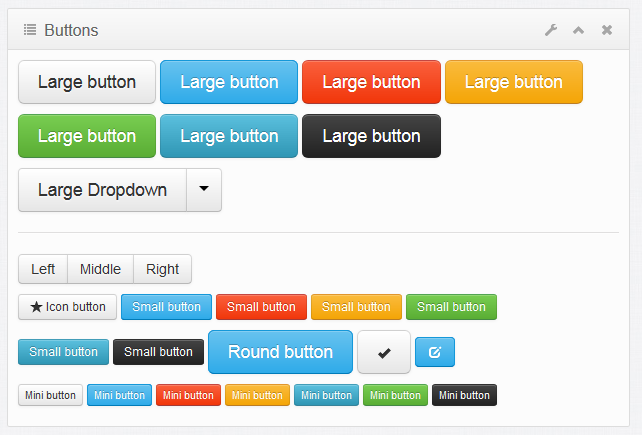 Buttons
Large button Large button Large button Large button
Large button Large button Large button
Large Dropdown
Left Middle Right
Icon button Small button Small button Small button Small button
Small button Small button Round button
Mini button Mini button Mini button Mini button Mini button Mini button Mini button